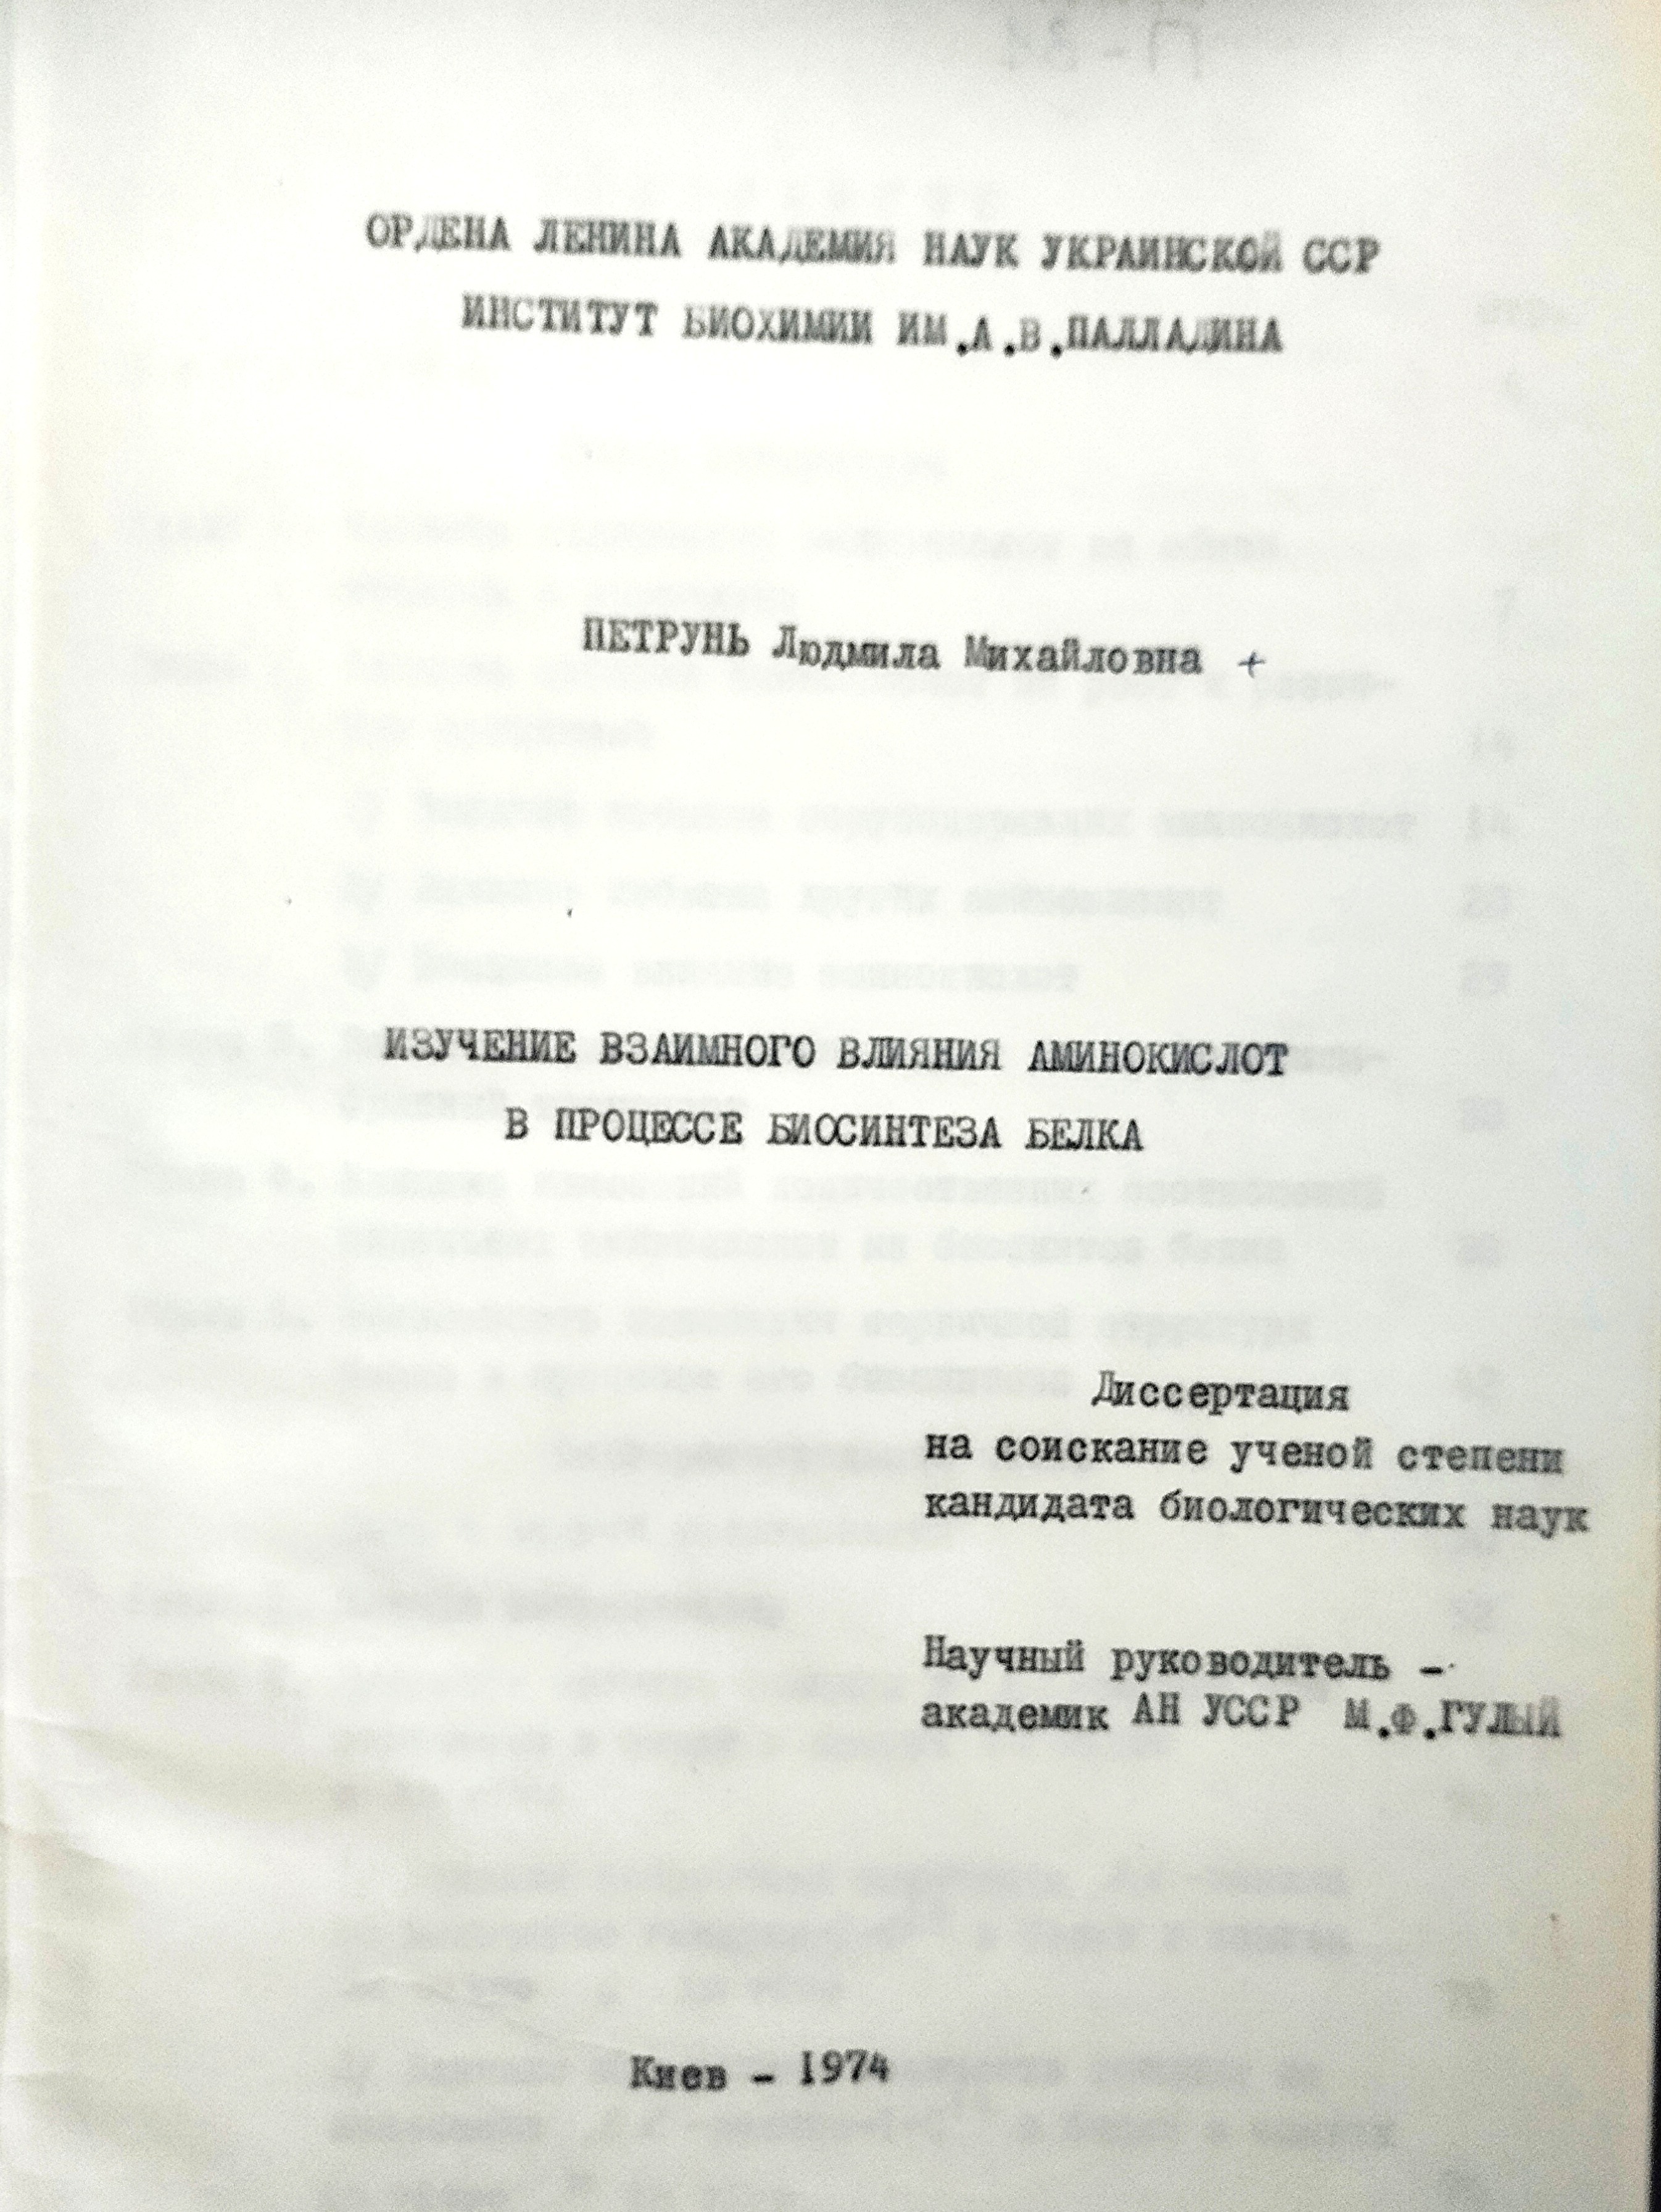 ОРДЕНА ЛЕНИНА АКАДЕМИЯ НАУК УКРАИНСКОЙ ССР
ИНСТИТУТ БИОХИМИИ ИМ.А.В.ПАЛЛАДИНА
ПЕТРУНЬ Людмила Михайловна +
ИЗУЧЕНИЕ ВЗАИМНОГО ВЛИЯНИЯ АМИНОКИСЛОТ
В ПРОЦЕССЕ БИОСИНТЕЗА БЕЛКА
Диссертация
на соискание ученой степени
кандидата биологических наук
Научный руководитель -
академик АН УССР М.Ф.ГУЛЫЙ
Киев - 1974